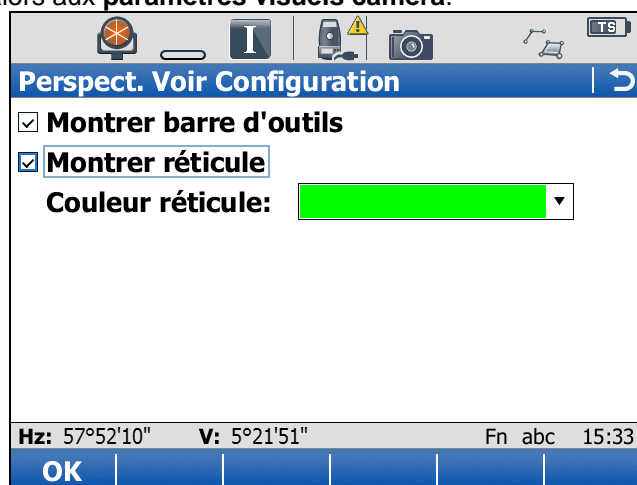 alors aux paramètres visuels caméra.
I
TS
Perspect. Voir Configuration
Montrer barre d'outils
Montrer réticule
Couleur réticule:
Hz: 57°52'10" V: 5°21'51" Fn abc 15:33
OK